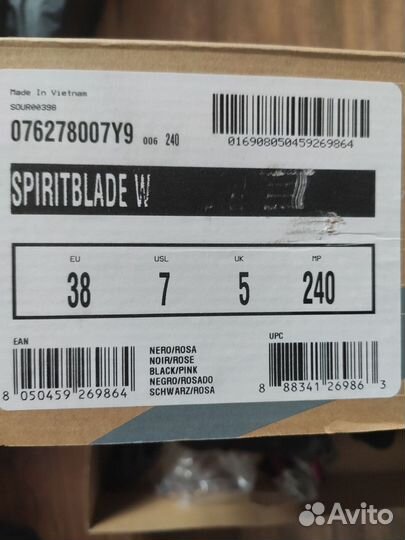 Made In Vietnam
SOUR00398
076278007Y9 006 240
016908050459269864
SPIRITBLADE W
EU USL UK MP
38 7 5 240
EAN
8 050459 269864
NERO/ROSA
NOIR/ROSE
BLACK/PINK
NEGRO/ROSADO
SCHWARZ/ROSA
UPC
8 88341 26986 3
Avito